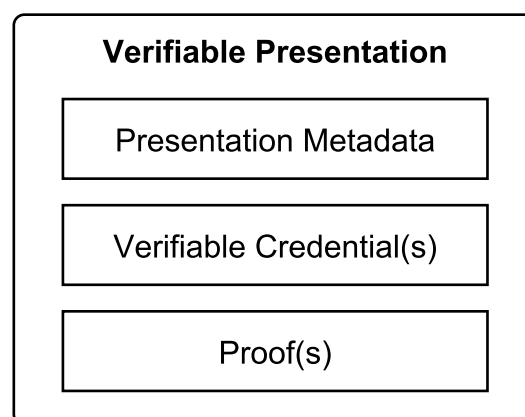 Verifiable Presentation
Presentation Metadata
Verifiable Credential(s)
Proof(s)